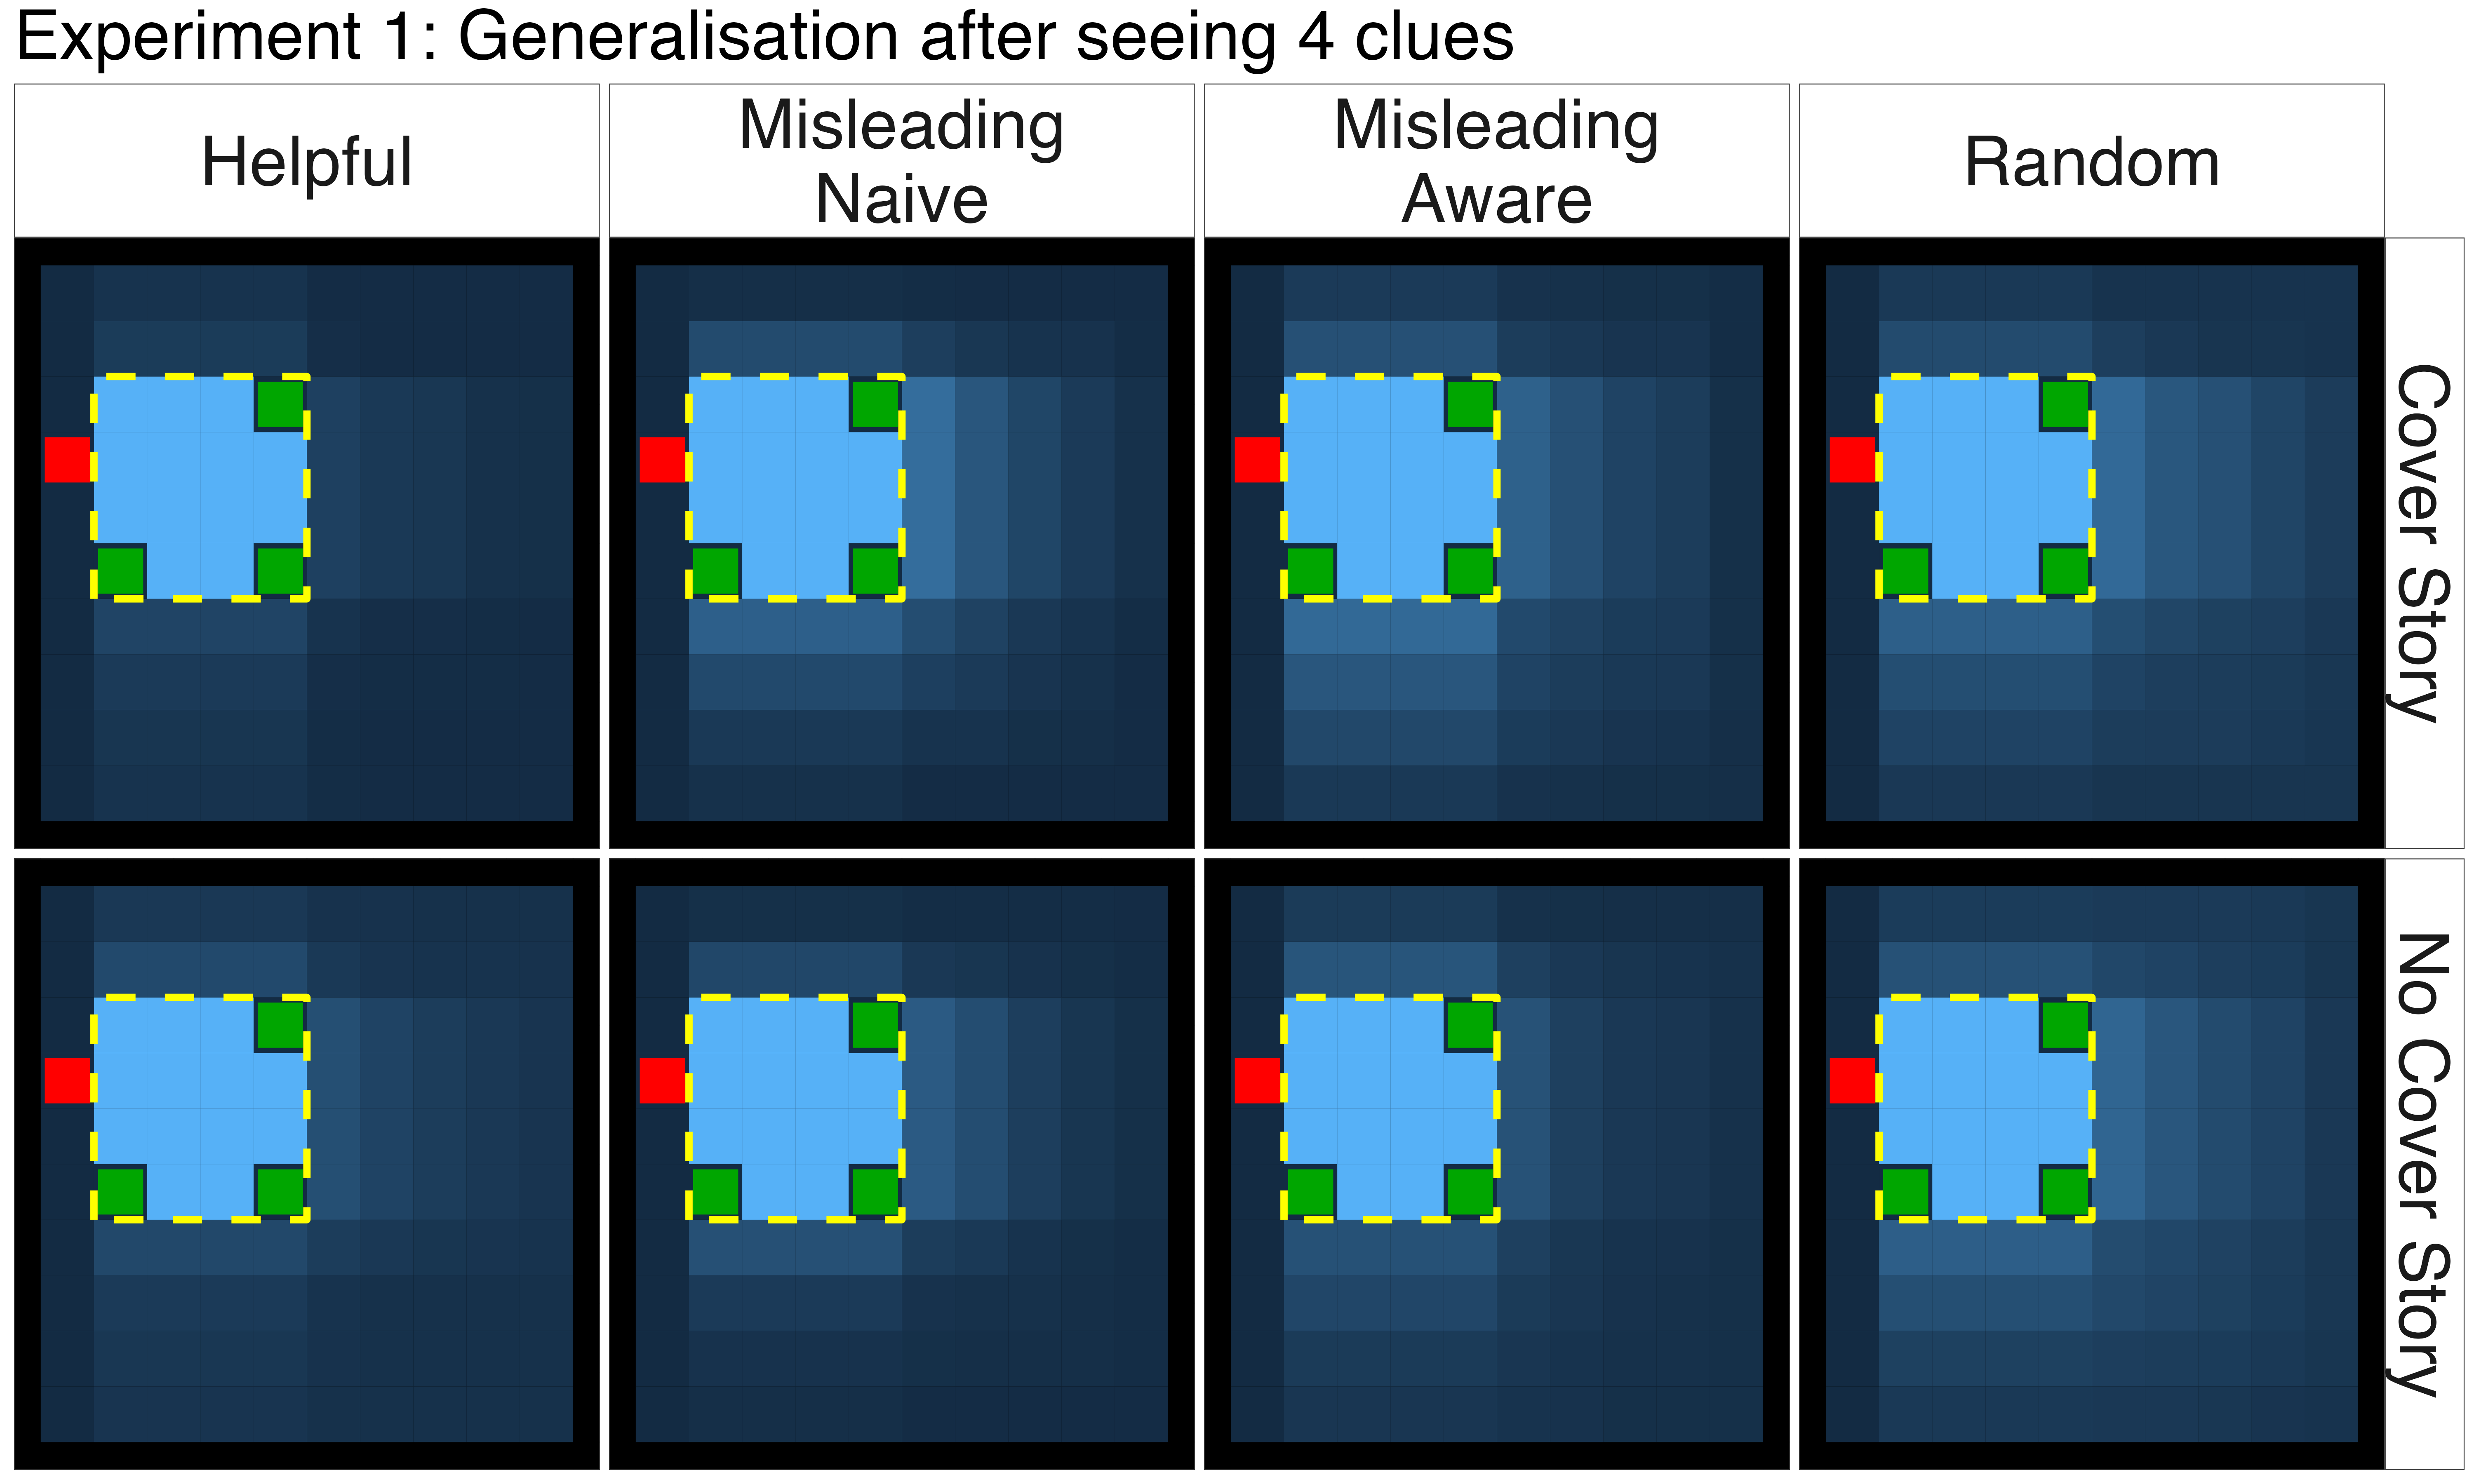 Experiment 1: Generalisation after seeing 4 clues
Helpful
Misleading
Naive
Misleading
Aware
Random
Cover Story
No Cover Story